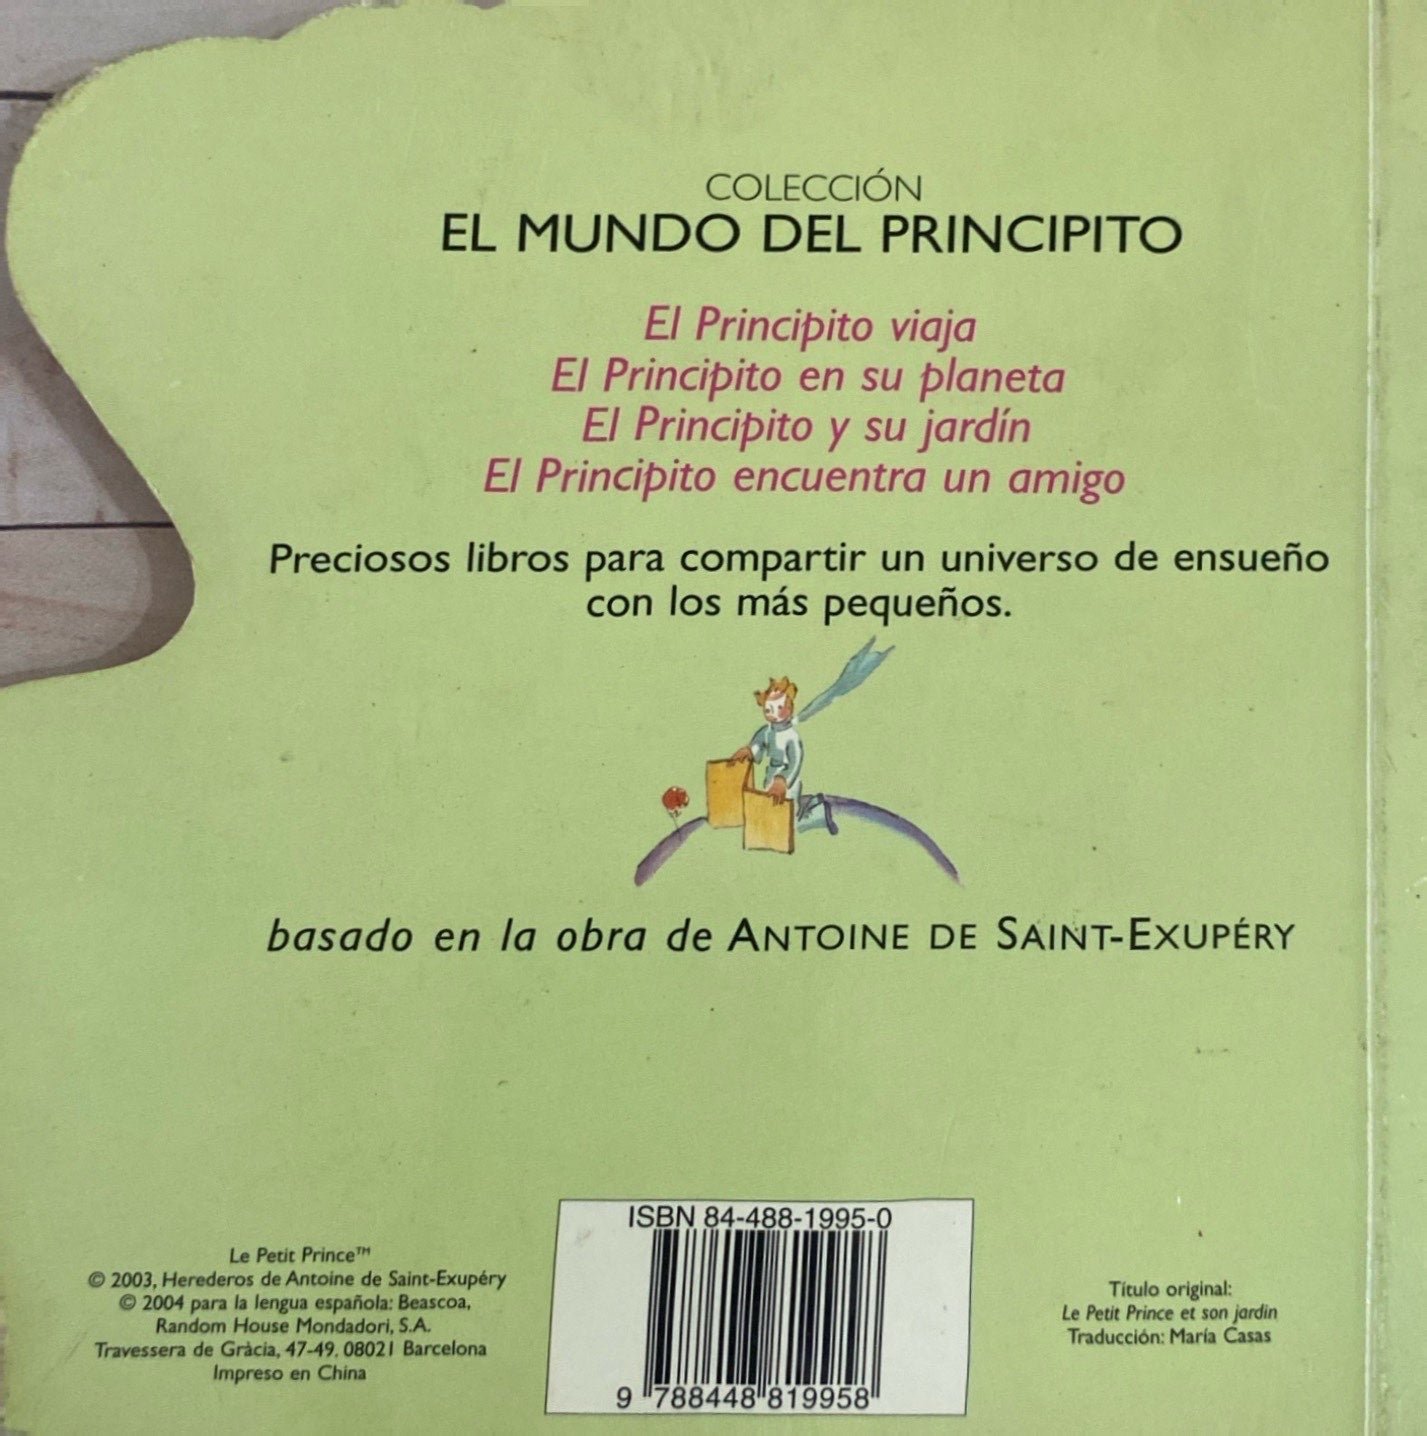 COLECCIÓN
EL MUNDO DEL PRINCIPITO
El Principito viaja
El Principito en su planeta
El Principito y su jardín
El Principito encuentra un amigo
Preciosos libros para compartir un universo de ensueño
con los más pequeños.
basado en la obra de ANTOINE DE SAINT-EXUPÉRY
Le Petit Prince™
© 2003, Herederos de Antoine de Saint-Exupéry
© 2004 para la lengua española: Beascoa,
Random House Mondadori, S.A.
Travessera de Gràcia, 47-49. 08021 Barcelona
Impreso en China
ISBN 84-488-1995-0
9 788448 819958
Título original:
Le Petit Prince et son jardin
Traducción: María Casas